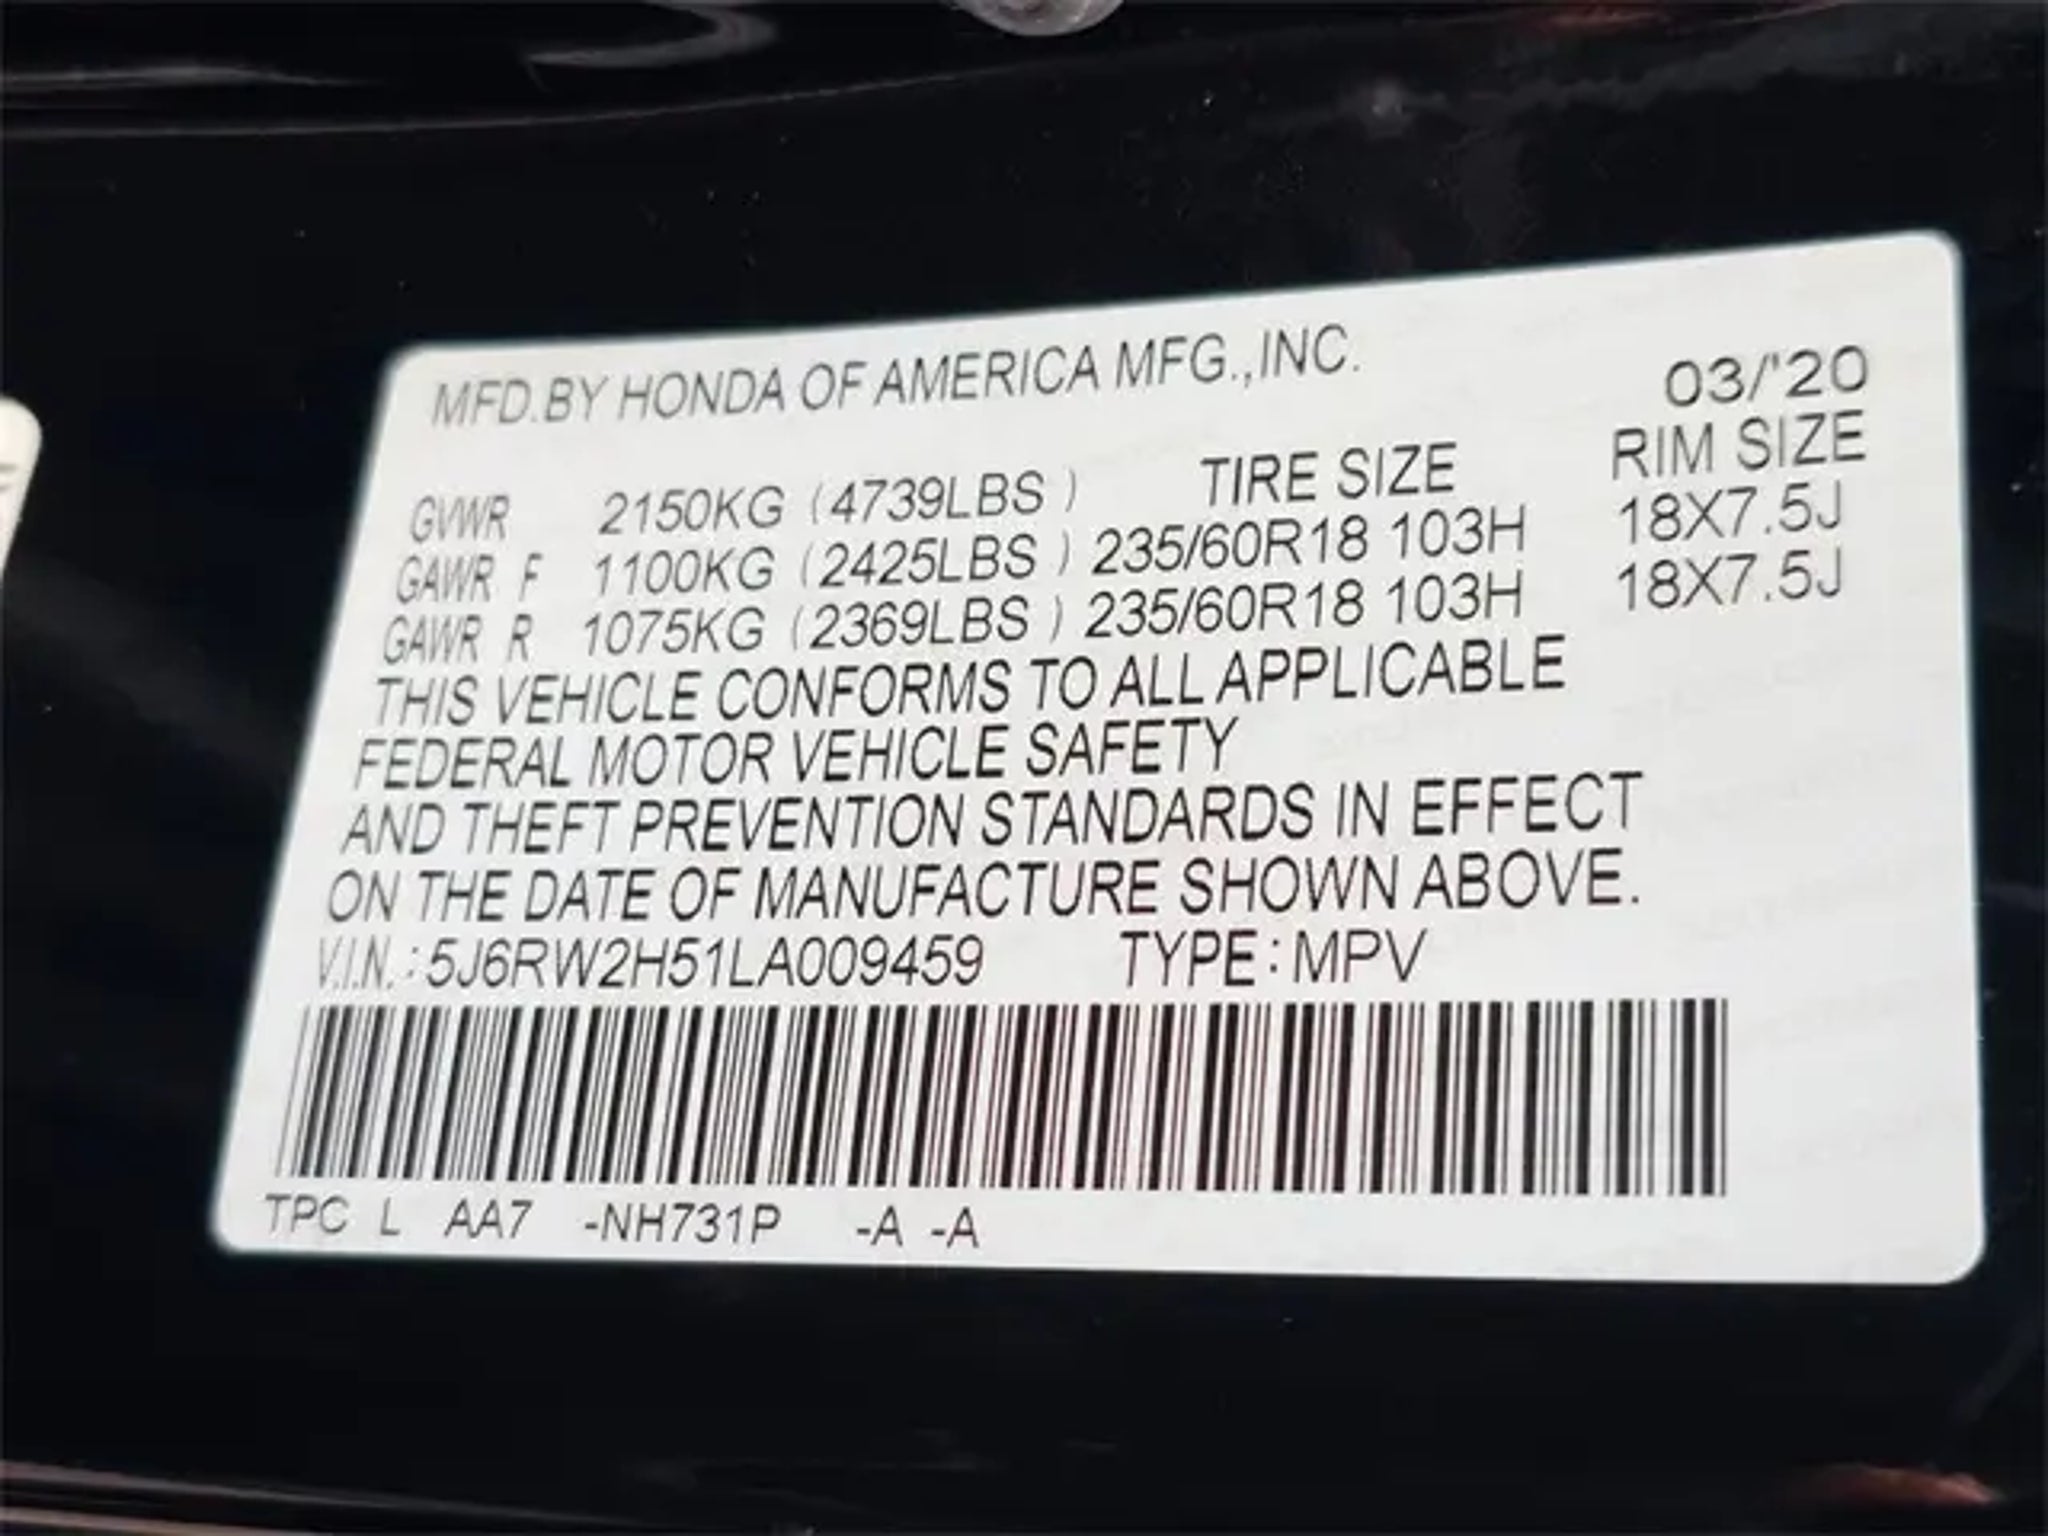 MFD.BY HONDA OF AMERICA MFG.,INC.
03/'20
GVWR 2150KG (4739LBS) TIRE SIZE RIM SIZE
GAWR F 1100KG (2425LBS) 235/60R18 103H 18X7.5J
GAWR R 1075KG (2369LBS) 235/60R18 103H 18X7.5J
THIS VEHICLE CONFORMS TO ALL APPLICABLE
FEDERAL MOTOR VEHICLE SAFETY
AND THEFT PREVENTION STANDARDS IN EFFECT
ON THE DATE OF MANUFACTURE SHOWN ABOVE.
V.I.N.: 5J6RW2H51LA009459 TYPE: MPV
TPC L AA7 -NH731P -A -A